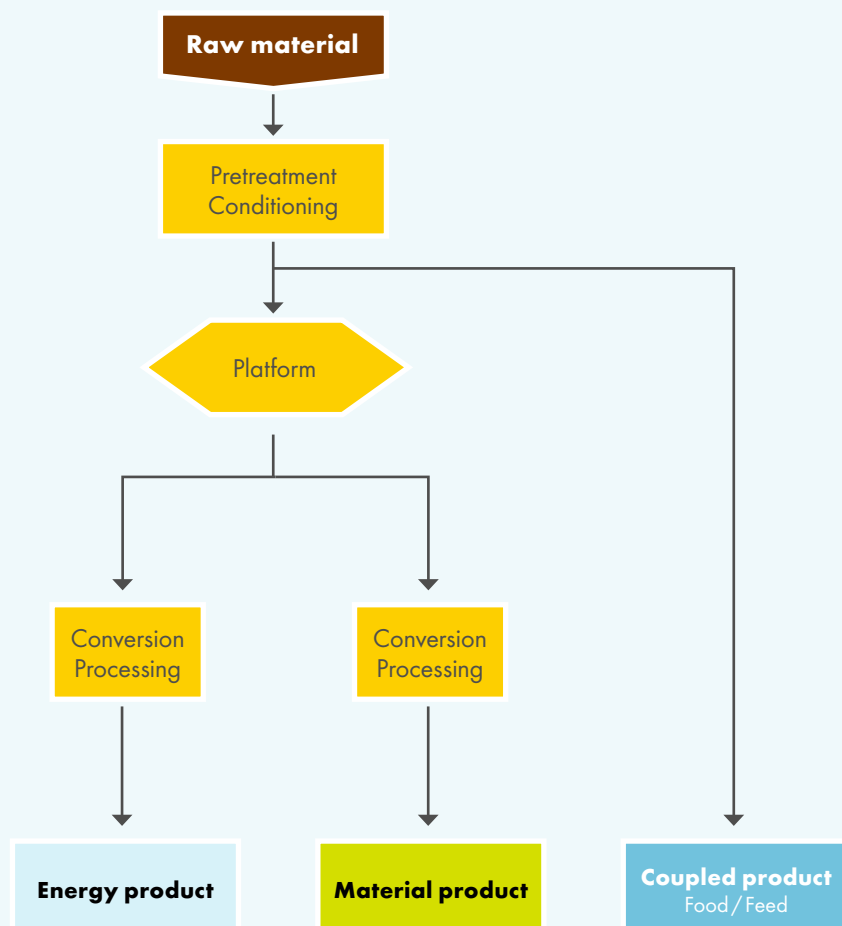 Raw material
Pretreatment
Conditioning
Platform
Conversion
Processing
Conversion
Processing
Energy product
Material product
Coupled product
Food/Feed